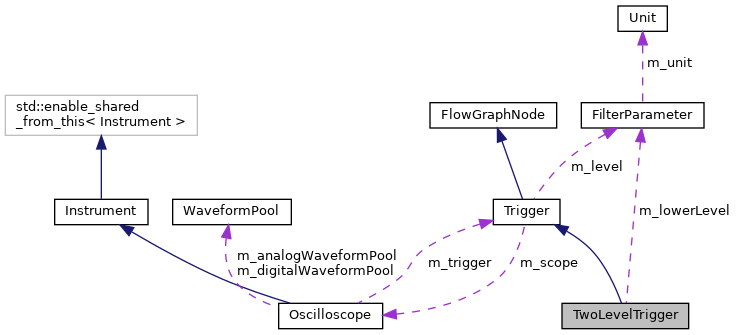 Unit
m_unit
std::enable_shared
_from_this< Instrument >
FlowGraphNode
FilterParameter
m_level
Instrument
WaveformPool
Trigger
m_lowerLevel
m_analogWaveformPool
m_digitalWaveformPool
m_trigger
m_scope
Oscilloscope
TwoLevelTrigger